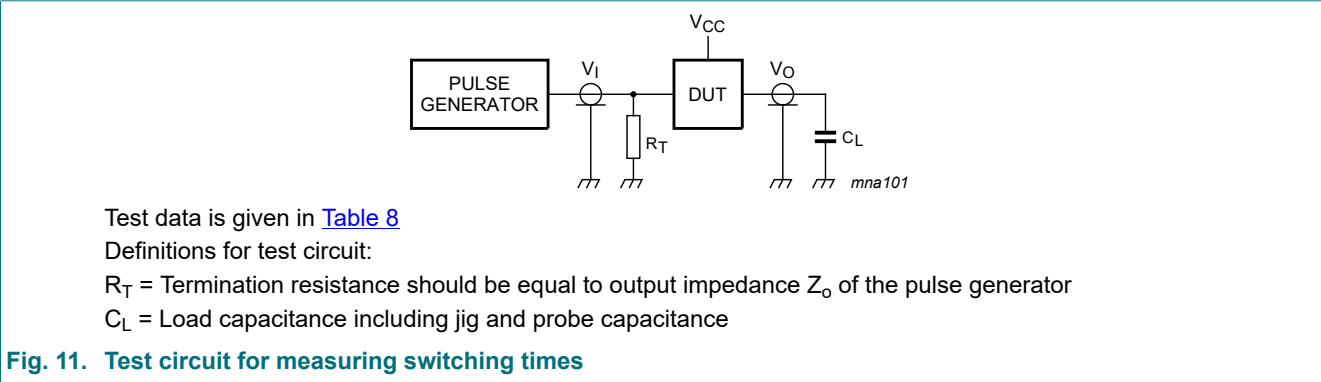 VCC
PULSE
GENERATOR
VI
DUT
VO
RT
CL
mna101
Test data is given in Table 8
Definitions for test circuit:
RT = Termination resistance should be equal to output impedance Zo of the pulse generator
CL = Load capacitance including jig and probe capacitance
Fig. 11. Test circuit for measuring switching times